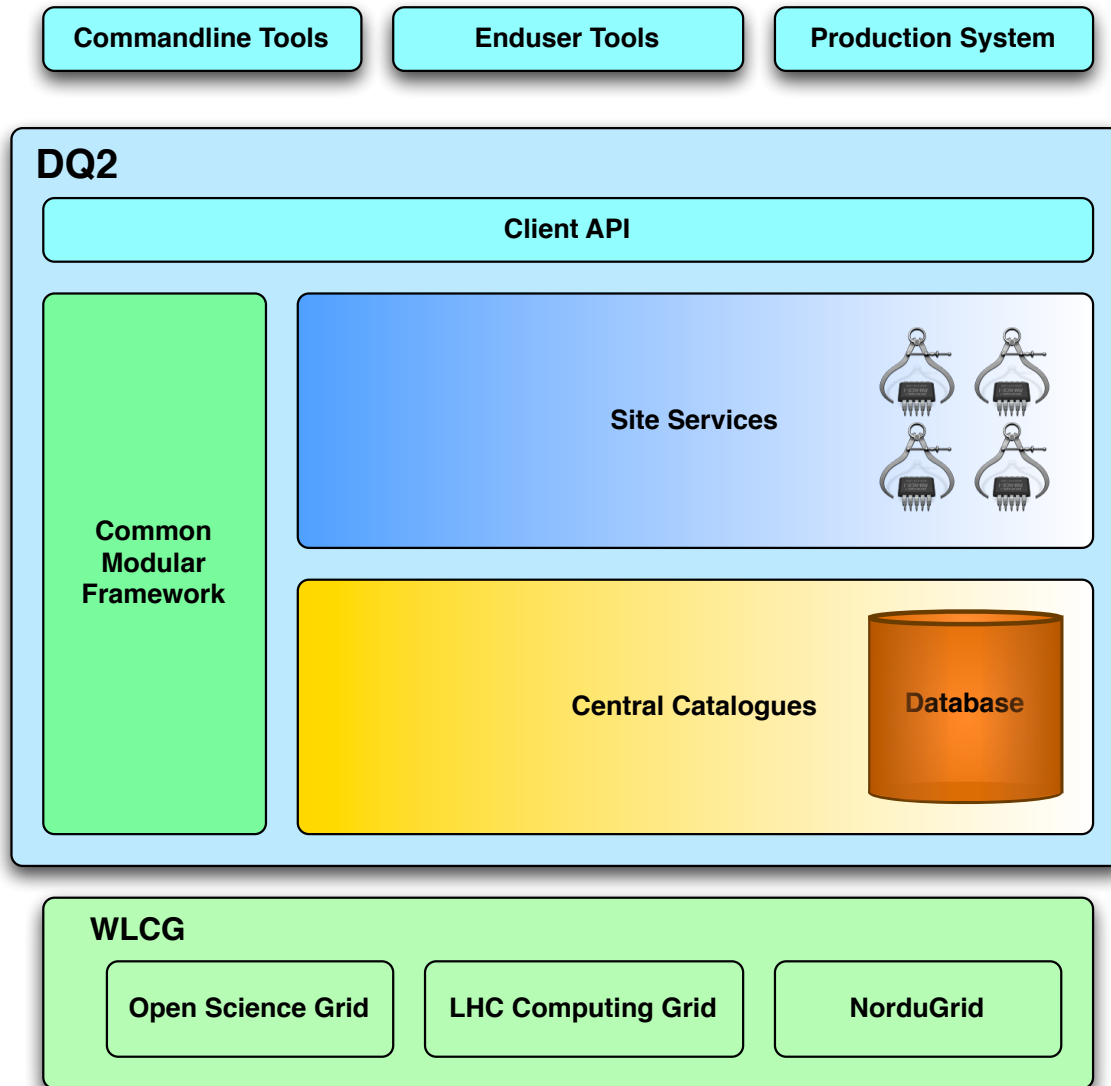 Commandline Tools
Enduser Tools
Production System
DQ2
Client API
Site Services
Common
Modular
Framework
Central Catalogues
Database
WLCG
Open Science Grid
LHC Computing Grid
NorduGrid